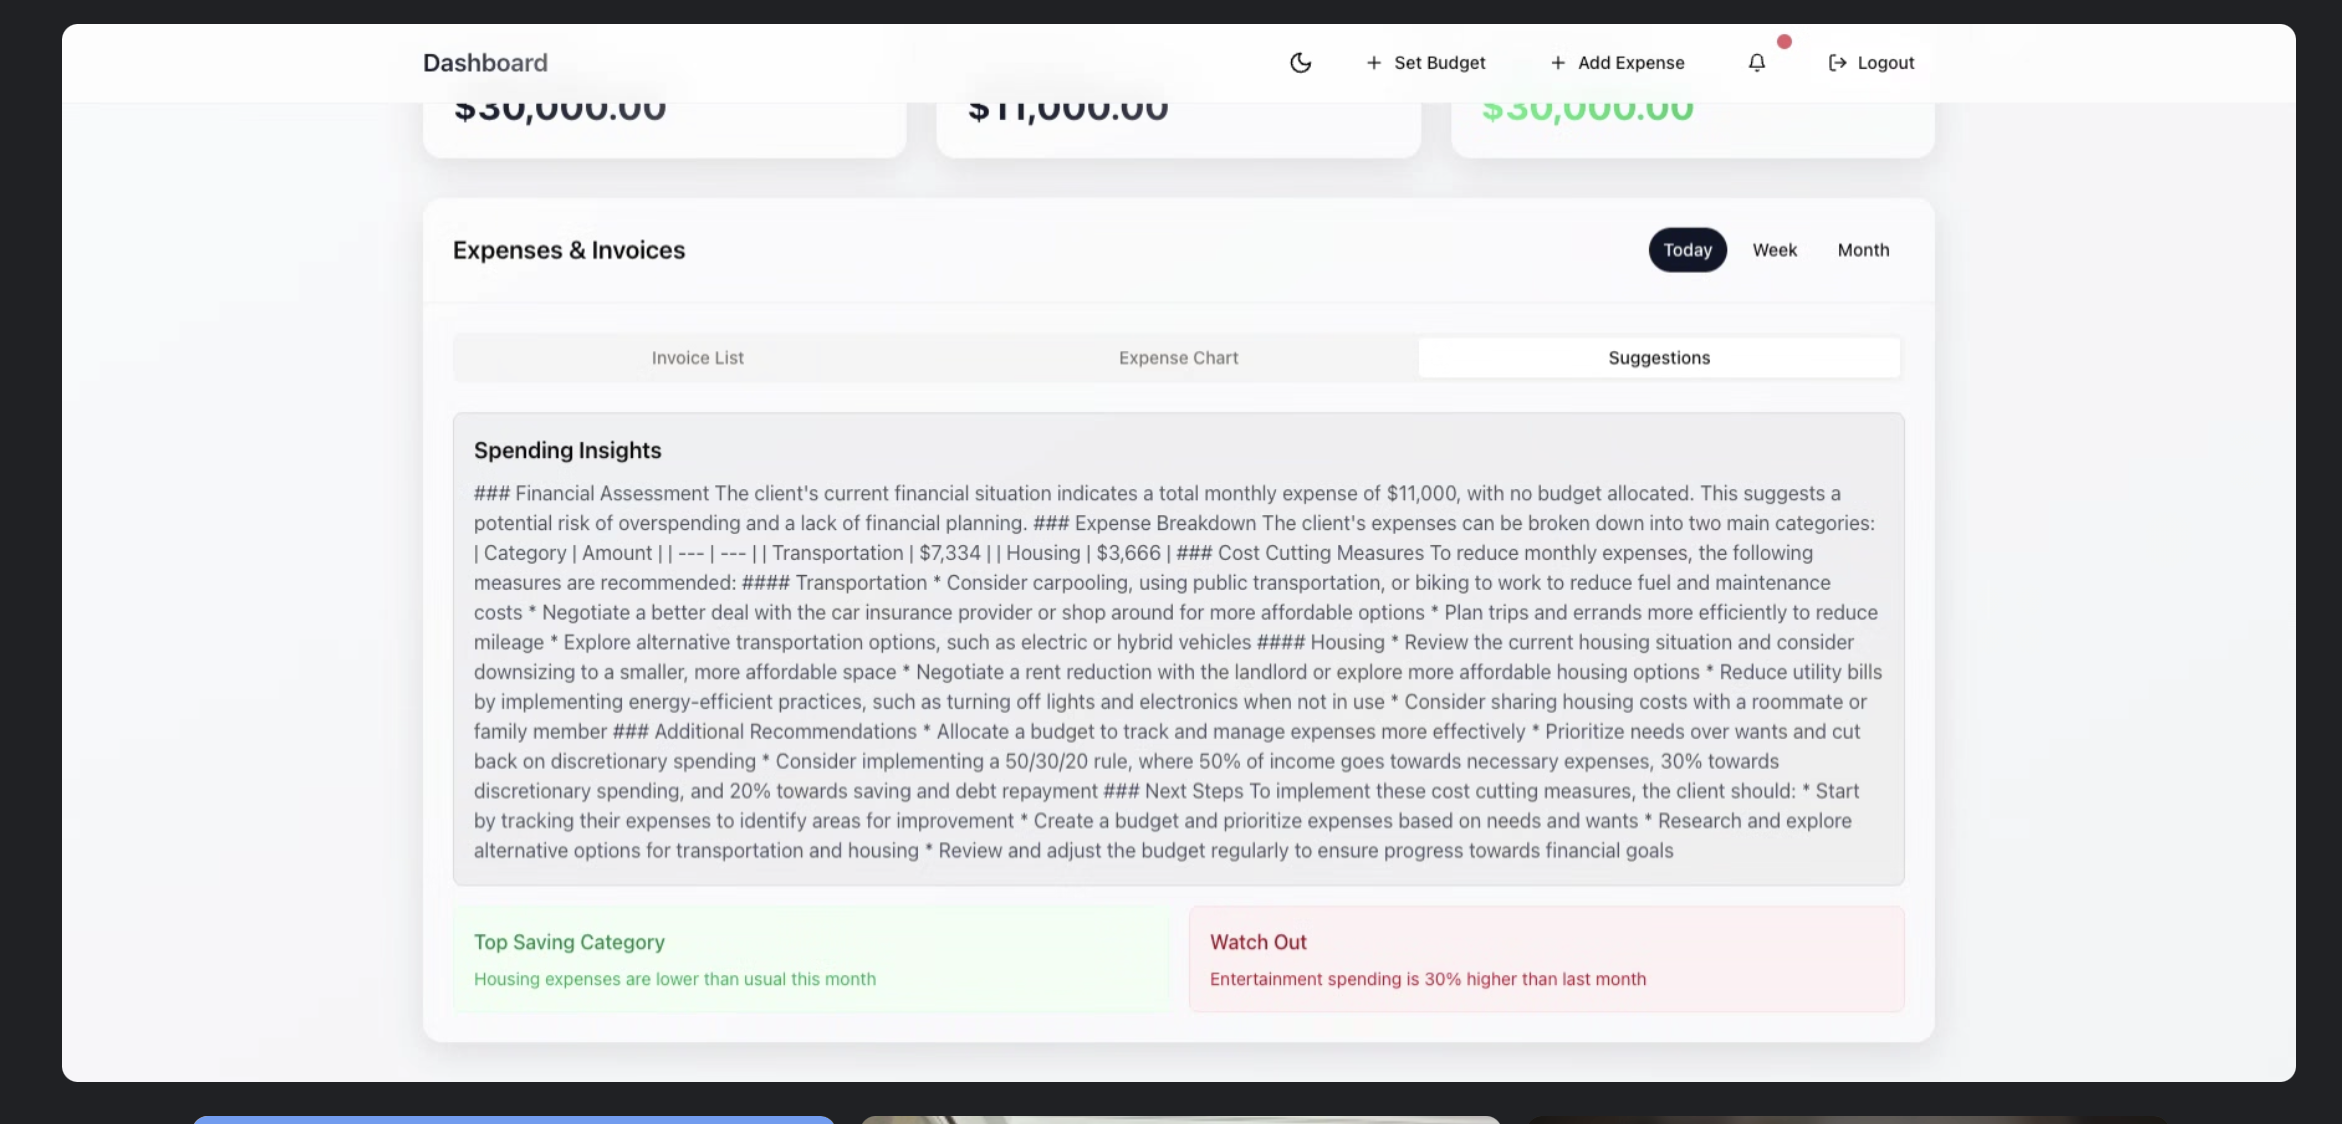 Dashboard
Set Budget
Add Expense
Logout
$30,000.00
$11,000.00
$30,000.00
Expenses & Invoices
Today
Week
Month
Invoice List
Expense Chart
Suggestions
Spending Insights
### Financial Assessment The client's current financial situation indicates a total monthly expense of $11,000, with no budget allocated. This suggests a
potential risk of overspending and a lack of financial planning. ### Expense Breakdown The client's expenses can be broken down into two main categories:
| Category | Amount | | --- | --- | | Transportation | $7,334 | | Housing | $3,666 | ### Cost Cutting Measures To reduce monthly expenses, the following
measures are recommended: #### Transportation * Consider carpooling, using public transportation, or biking to work to reduce fuel and maintenance
costs * Negotiate a better deal with the car insurance provider or shop around for more affordable options * Plan trips and errands more efficiently to reduce
mileage * Explore alternative transportation options, such as electric or hybrid vehicles #### Housing * Review the current housing situation and consider
downsizing to a smaller, more affordable space * Negotiate a rent reduction with the landlord or explore more affordable housing options * Reduce utility bills
by implementing energy-efficient practices, such as turning off lights and electronics when not in use * Consider sharing housing costs with a roommate or
family member ### Additional Recommendations * Allocate a budget to track and manage expenses more effectively * Prioritize needs over wants and cut
back on discretionary spending * Consider implementing a 50/30/20 rule, where 50% of income goes towards necessary expenses, 30% towards
discretionary spending, and 20% towards saving and debt repayment ### Next Steps To implement these cost cutting measures, the client should: * Start
by tracking their expenses to identify areas for improvement * Create a budget and prioritize expenses based on needs and wants * Research and explore
alternative options for transportation and housing * Review and adjust the budget regularly to ensure progress towards financial goals
Top Saving Category
Housing expenses are lower than usual this month
Watch Out
Entertainment spending is 30% higher than last month